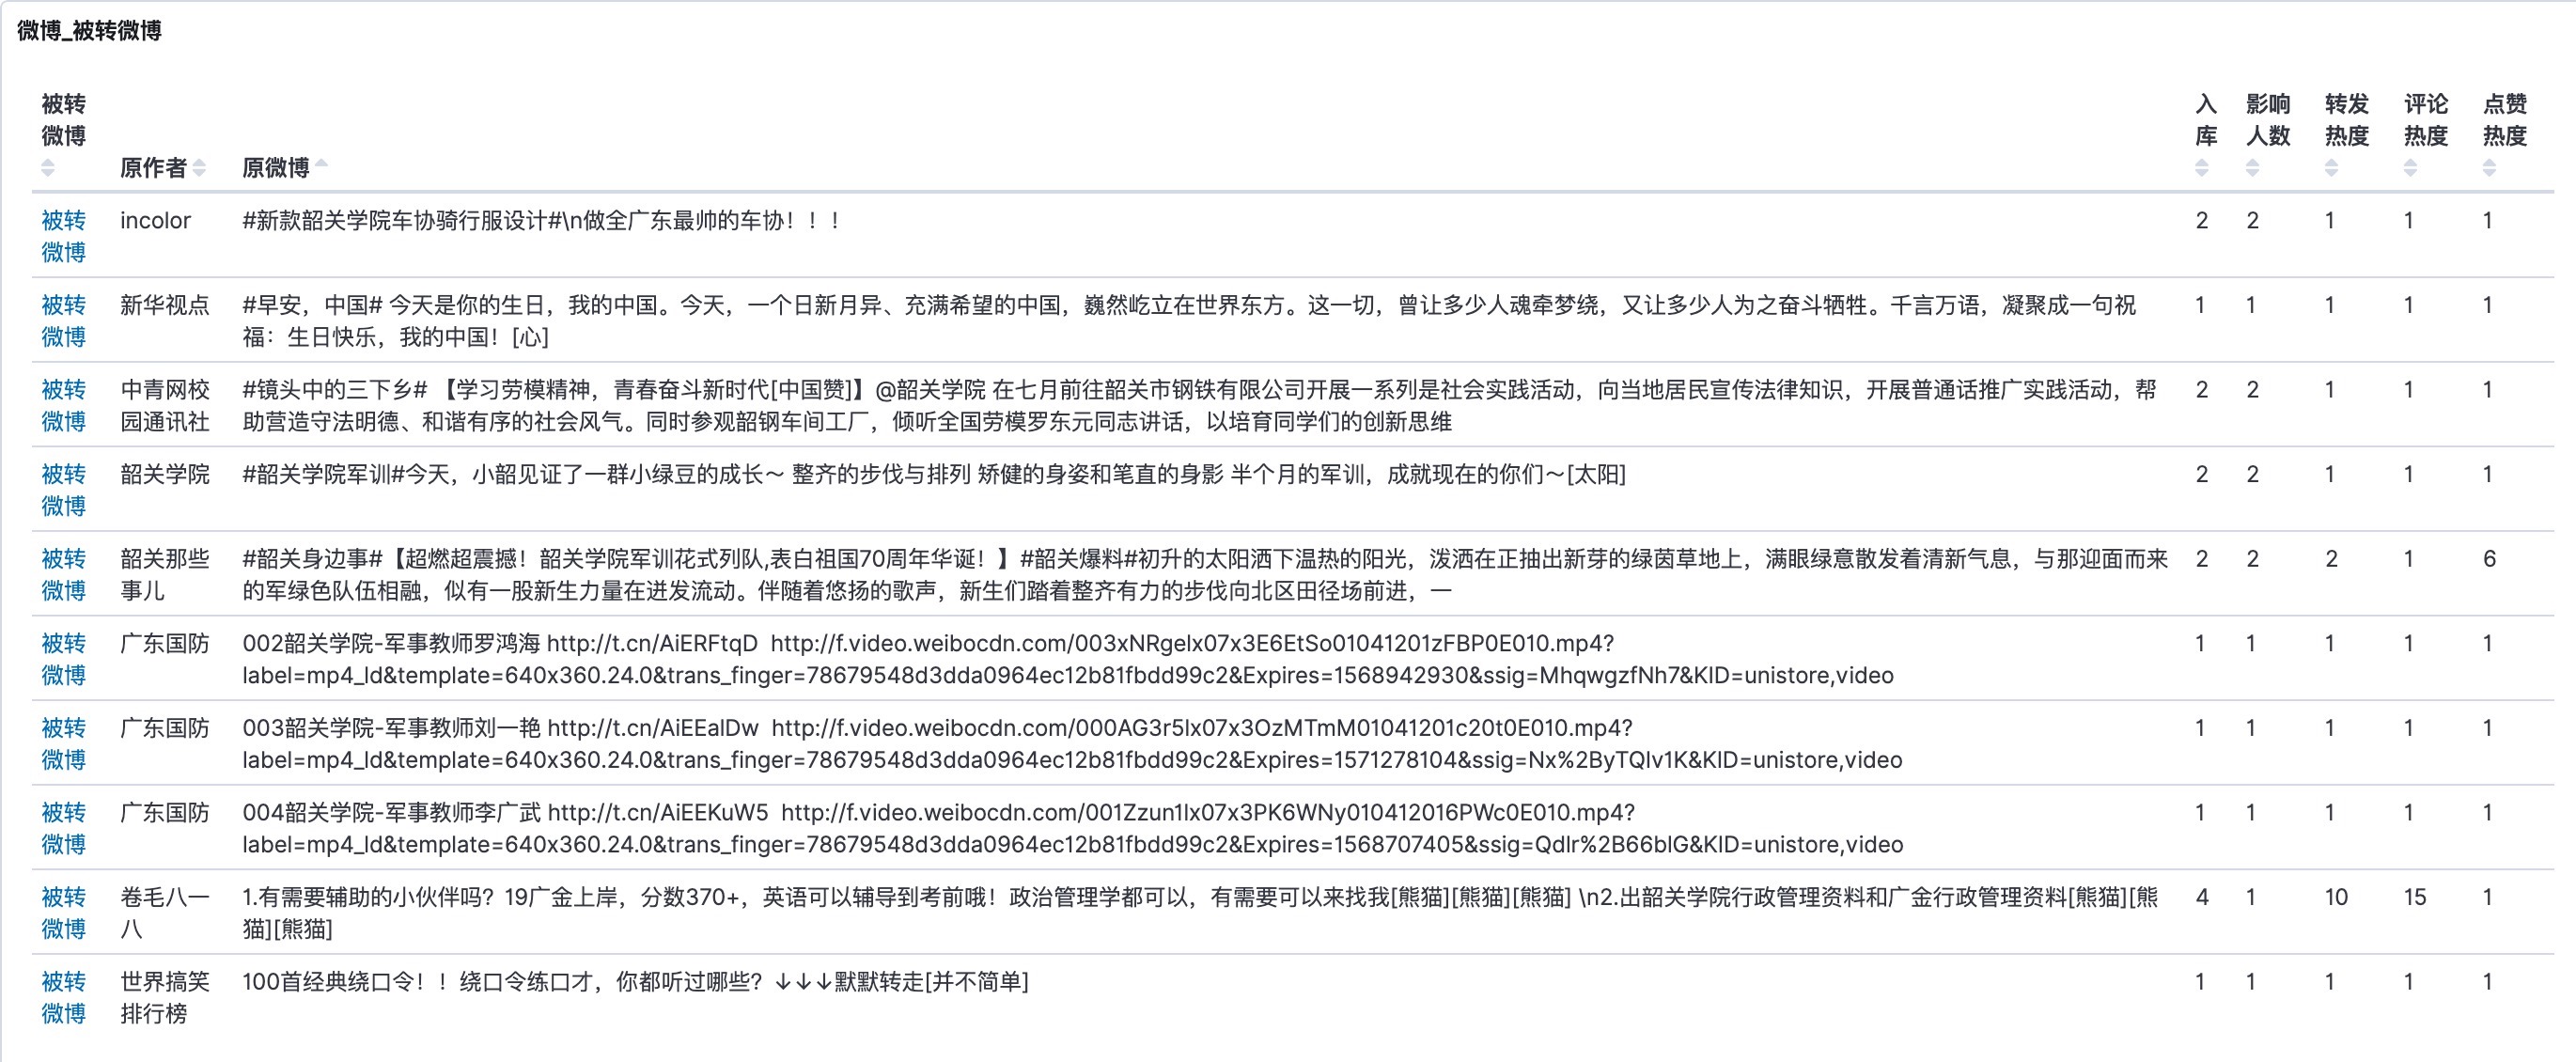 微博_被转微博
被转微博 原作者 原微博 入库 影响人数 转发热度 评论热度 点赞热度
被转微博 incolor #新款韶关学院车协骑行服设计#\n做全广东最帅的车协！！！ 2 2 1 1 1
被转微博 新华视点 #早安，中国# 今天是你的生日，我的中国。今天，一个日新月异、充满希望的中国，巍然屹立在世界东方。这一切，曾让多少人魂牵梦绕，又让多少人为之奋斗牺牲。千言万语，凝聚成一句祝
福：生日快乐，我的中国！[心] 1 1 1 1 1
被转微博 中青网校园通讯社 #镜头中的三下乡# 【学习劳模精神，青春奋斗新时代[中国赞]】@韶关学院 在七月前往韶关市钢铁有限公司开展一系列是社会实践活动，向当地居民宣传法律知识，开展普通话推广实践活动，帮
助营造守法明德、和谐有序的社会风气。同时参观韶钢车间工厂，倾听全国劳模罗东元同志讲话，以培育同学们的创新思维 2 2 1 1 1
被转微博 韶关学院 #韶关学院军训#今天，小韶见证了一群小绿豆的成长～ 整齐的步伐与排列 矫健的身姿和笔直的身影 半个月的军训，成就现在的你们～[太阳] 2 2 1 1 1
被转微博 韶关那些事儿 #韶关身边事#【超燃超震撼！韶关学院军训花式列队,表白祖国70周年华诞！】#韶关爆料#初升的太阳洒下温热的阳光，泼洒在正抽出新芽的绿茵草地上，满眼绿意散发着清新气息，与那迎面而来
的军绿色队伍相融，似有一股新生力量在迸发流动。伴随着悠扬的歌声，新生们踏着整齐有力的步伐向北区田径场前进，一 2 2 2 1 6
被转微博 广东国防 002韶关学院-军事教师罗鸿海 http://t.cn/AiERFtqD http://f.video.weibocdn.com/003xNRgelx07x3E6EtSo01041201zFBP0E010.mp4?
label=mp4_ld&template=640x360.24.0&trans_finger=78679548d3dda0964ec12b81fbdd99c2&Expires=1568942930&ssig=MhqwgzfNh7&KID=unistore,video 1 1 1 1 1
被转微博 广东国防 003韶关学院-军事教师刘一艳 http://t.cn/AiEEalDw http://f.video.weibocdn.com/000AG3r5lx07x3OzMTmM01041201c20t0E010.mp4?
label=mp4_ld&template=640x360.24.0&trans_finger=78679548d3dda0964ec12b81fbdd99c2&Expires=1571278104&ssig=Nx%2ByTQIv1K&KID=unistore,video 1 1 1 1 1
被转微博 广东国防 004韶关学院-军事教师李广武 http://t.cn/AiEEKuW5 http://f.video.weibocdn.com/001Zzun1lx07x3PK6WNy010412016PWc0E010.mp4?
label=mp4_ld&template=640x360.24.0&trans_finger=78679548d3dda0964ec12b81fbdd99c2&Expires=1568707405&ssig=Qdlr%2B66blG&KID=unistore,video 1 1 1 1 1
被转微博 卷毛八一八 1.有需要辅助的小伙伴吗？19广金上岸，分数370+，英语可以辅导到考前哦！政治管理学都可以，有需要可以来找我[熊猫][熊猫][熊猫] \n2.出韶关学院行政管理资料和广金行政管理资料[熊猫][熊
猫][熊猫] 4 1 10 15 1
被转微博 世界搞笑排行榜 100首经典绕口令！！绕口令练口才，你都听过哪些？↓↓↓默默转走[并不简单] 1 1 1 1 1